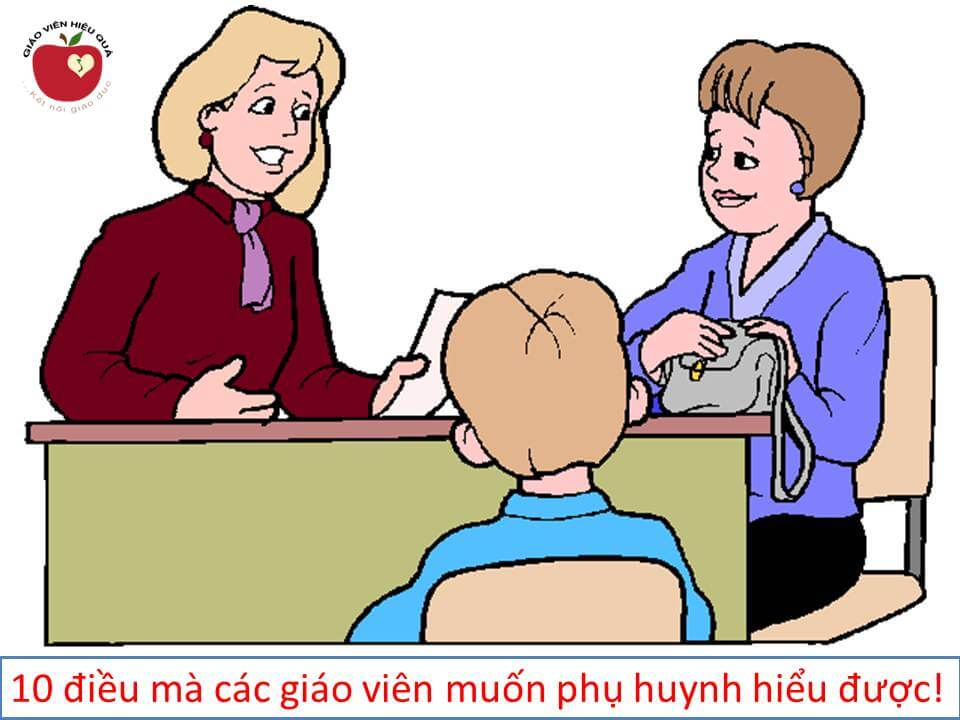 GIÁO VIÊN HIỆU QUẢ
...Kết nối giáo dục
10 điều mà các giáo viên muốn phụ huynh hiểu được!